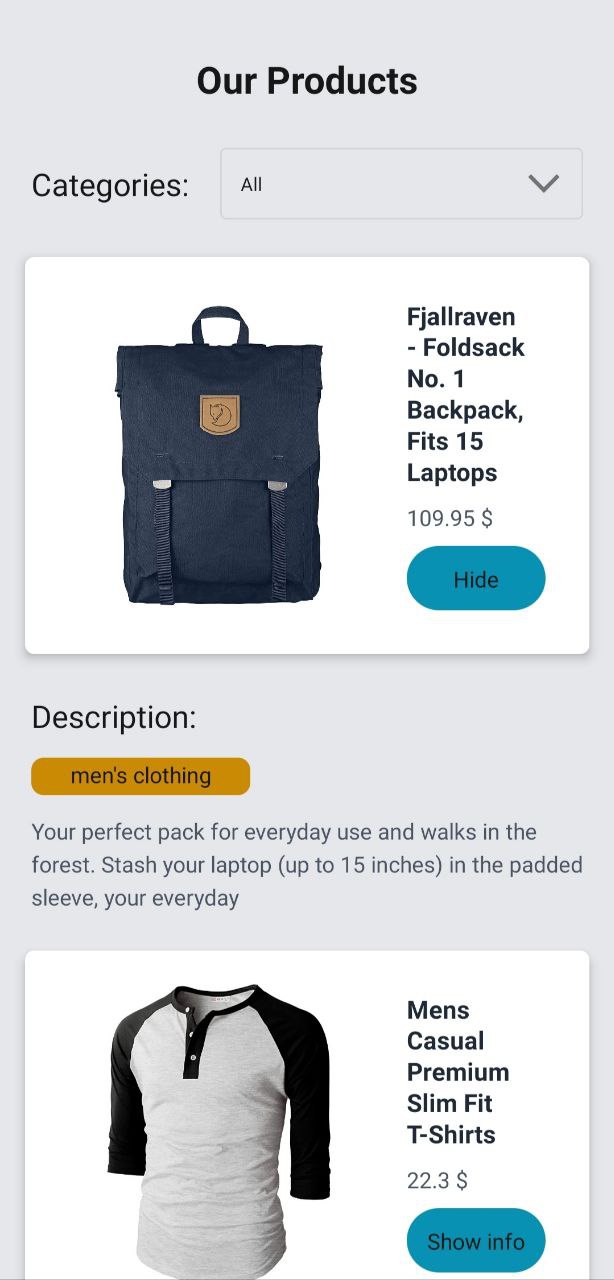 Our Products
Categories:
All
Fjallraven
- Foldsack
No. 1
Backpack,
Fits 15
Laptops
109.95 $
Hide
Description:
men's clothing
Your perfect pack for everyday use and walks in the
forest. Stash your laptop (up to 15 inches) in the padded
sleeve, your everyday
Mens
Casual
Premium
Slim Fit
T-Shirts
22.3 $
Show info